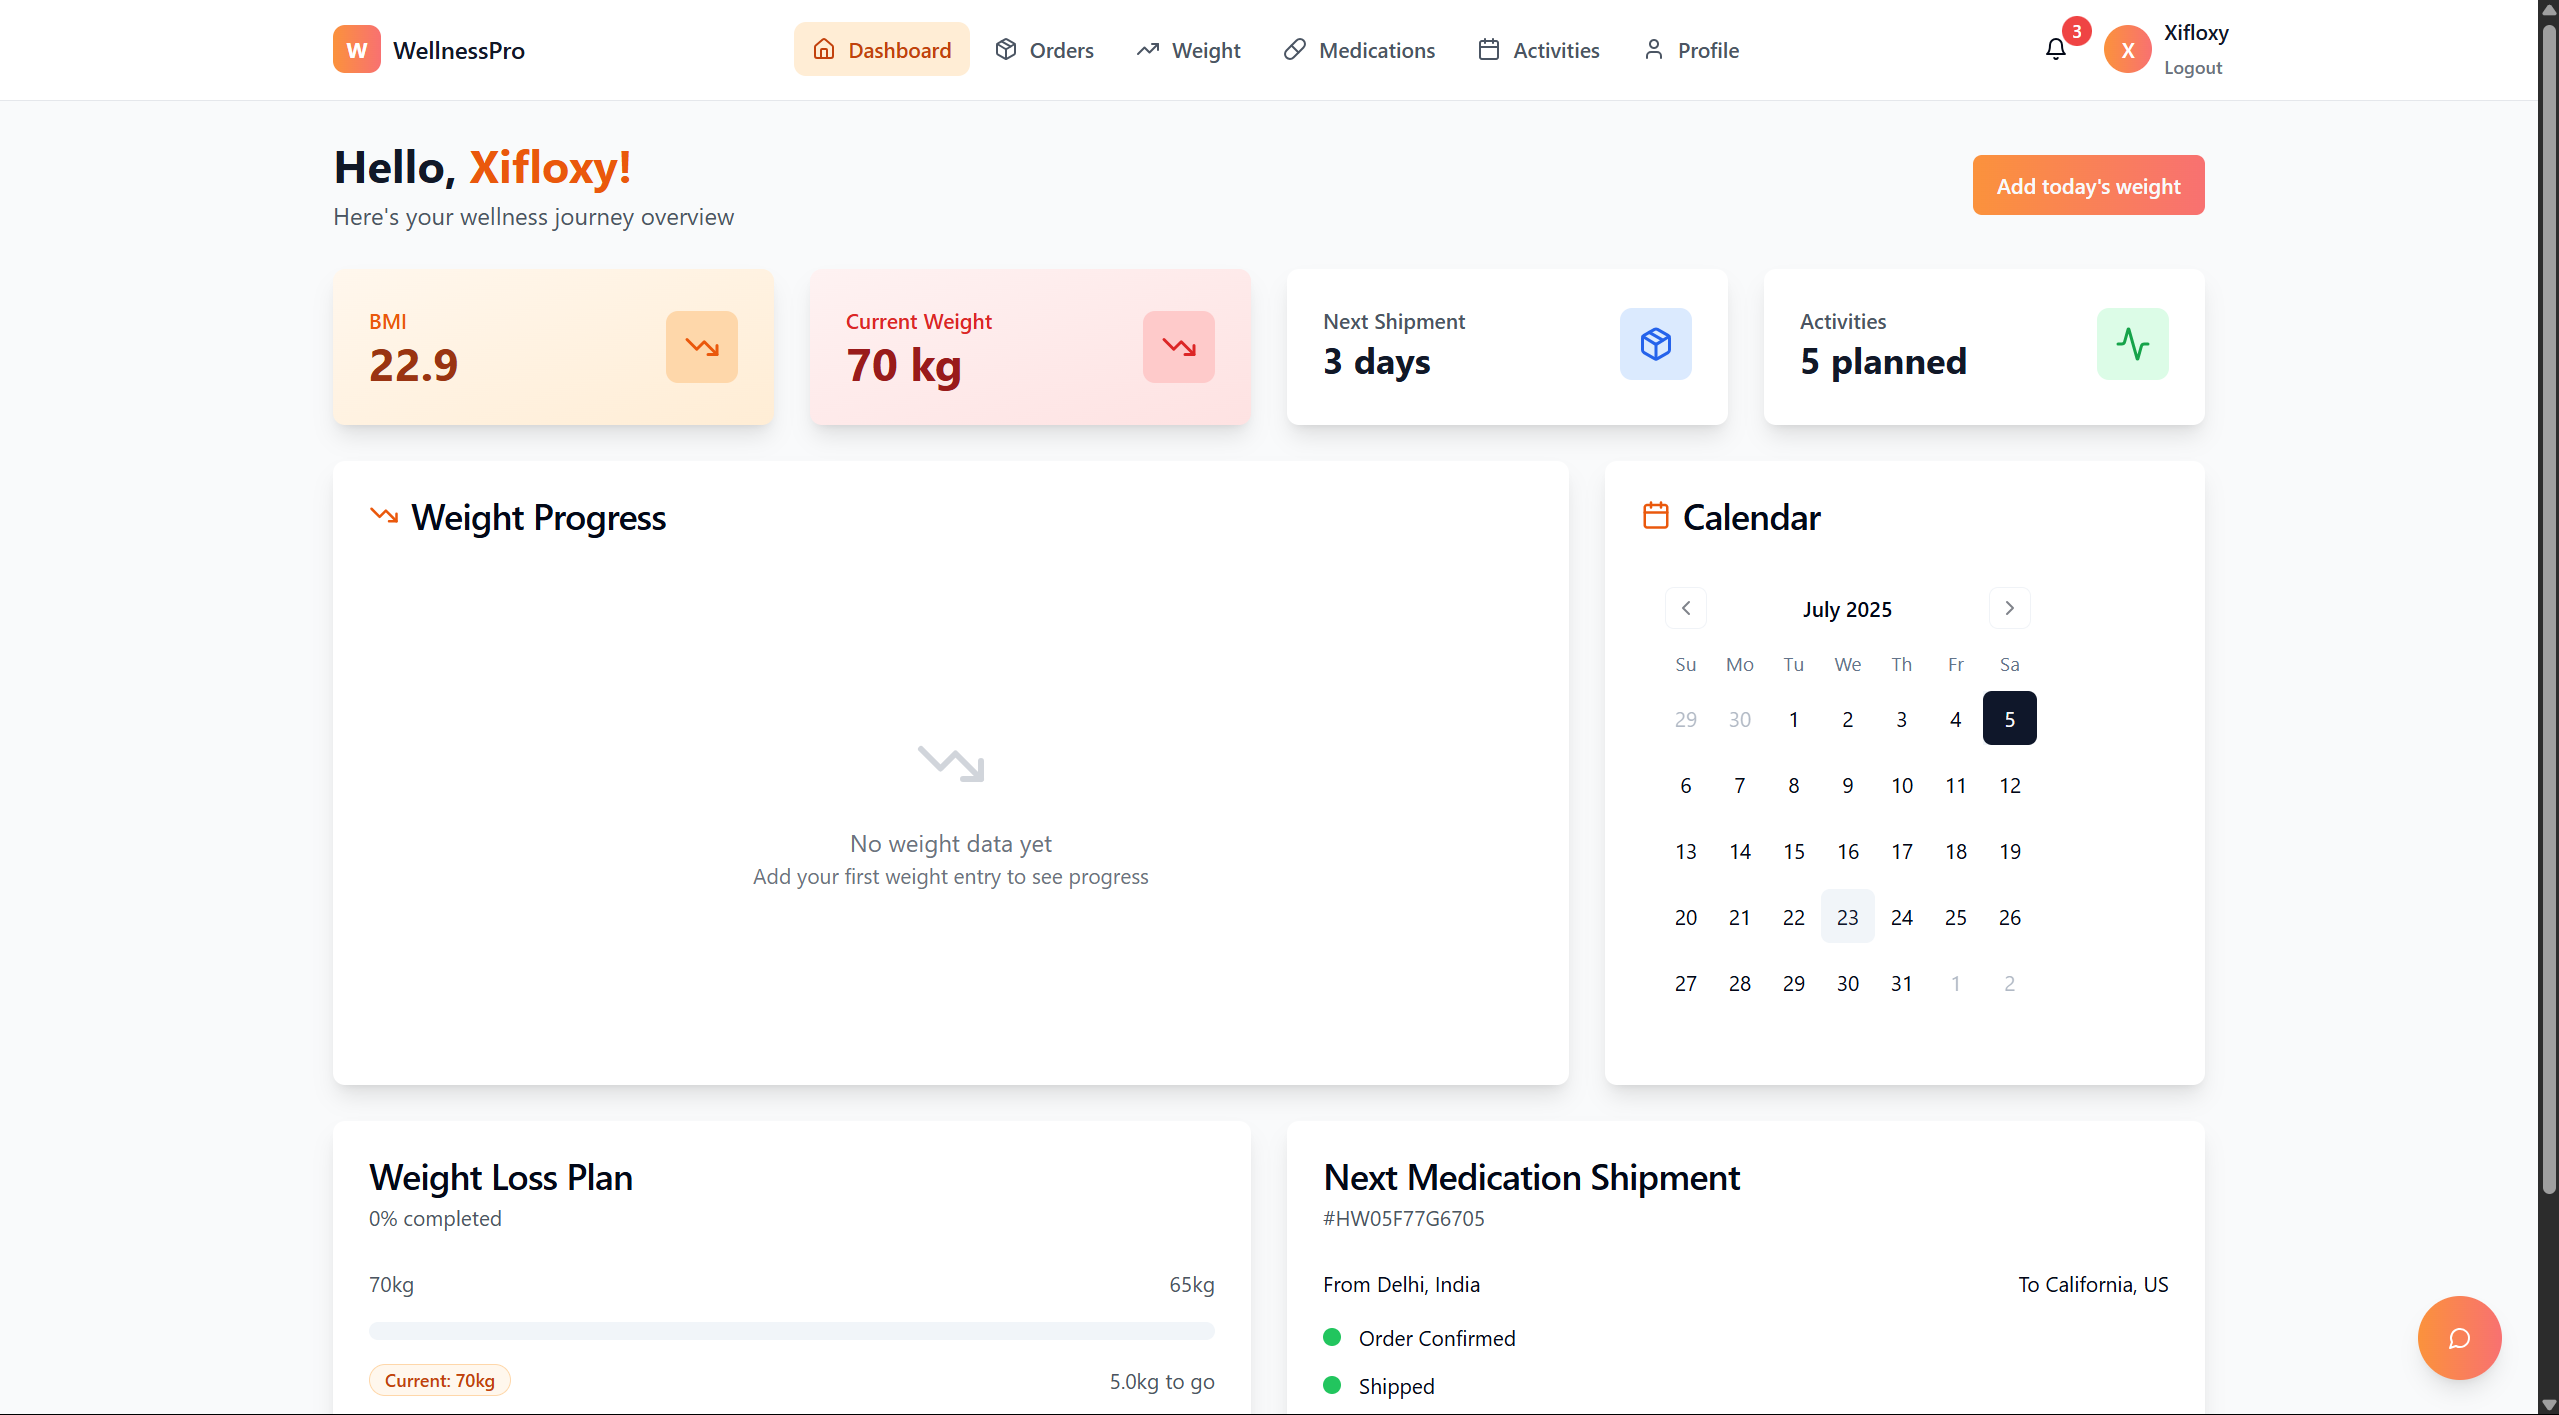 W WellnessPro
Dashboard Orders Weight Medications Activities Profile
3
X
Xifloxy
Logout
Hello, Xifloxy!
Here's your wellness journey overview
Add today's weight
BMI
22.9
Current Weight
70 kg
Next Shipment
3 days
Activities
5 planned
Weight Progress
No weight data yet
Add your first weight entry to see progress
Calendar
July 2025
Su Mo Tu We Th Fr Sa
29 30 1 2 3 4 5
6 7 8 9 10 11 12
13 14 15 16 17 18 19
20 21 22 23 24 25 26
27 28 29 30 31 1 2
Weight Loss Plan
0% completed
70kg 65kg
Current: 70kg 5.0kg to go
Next Medication Shipment
#HW05F77G6705
From Delhi, India To California, US
Order Confirmed
Shipped